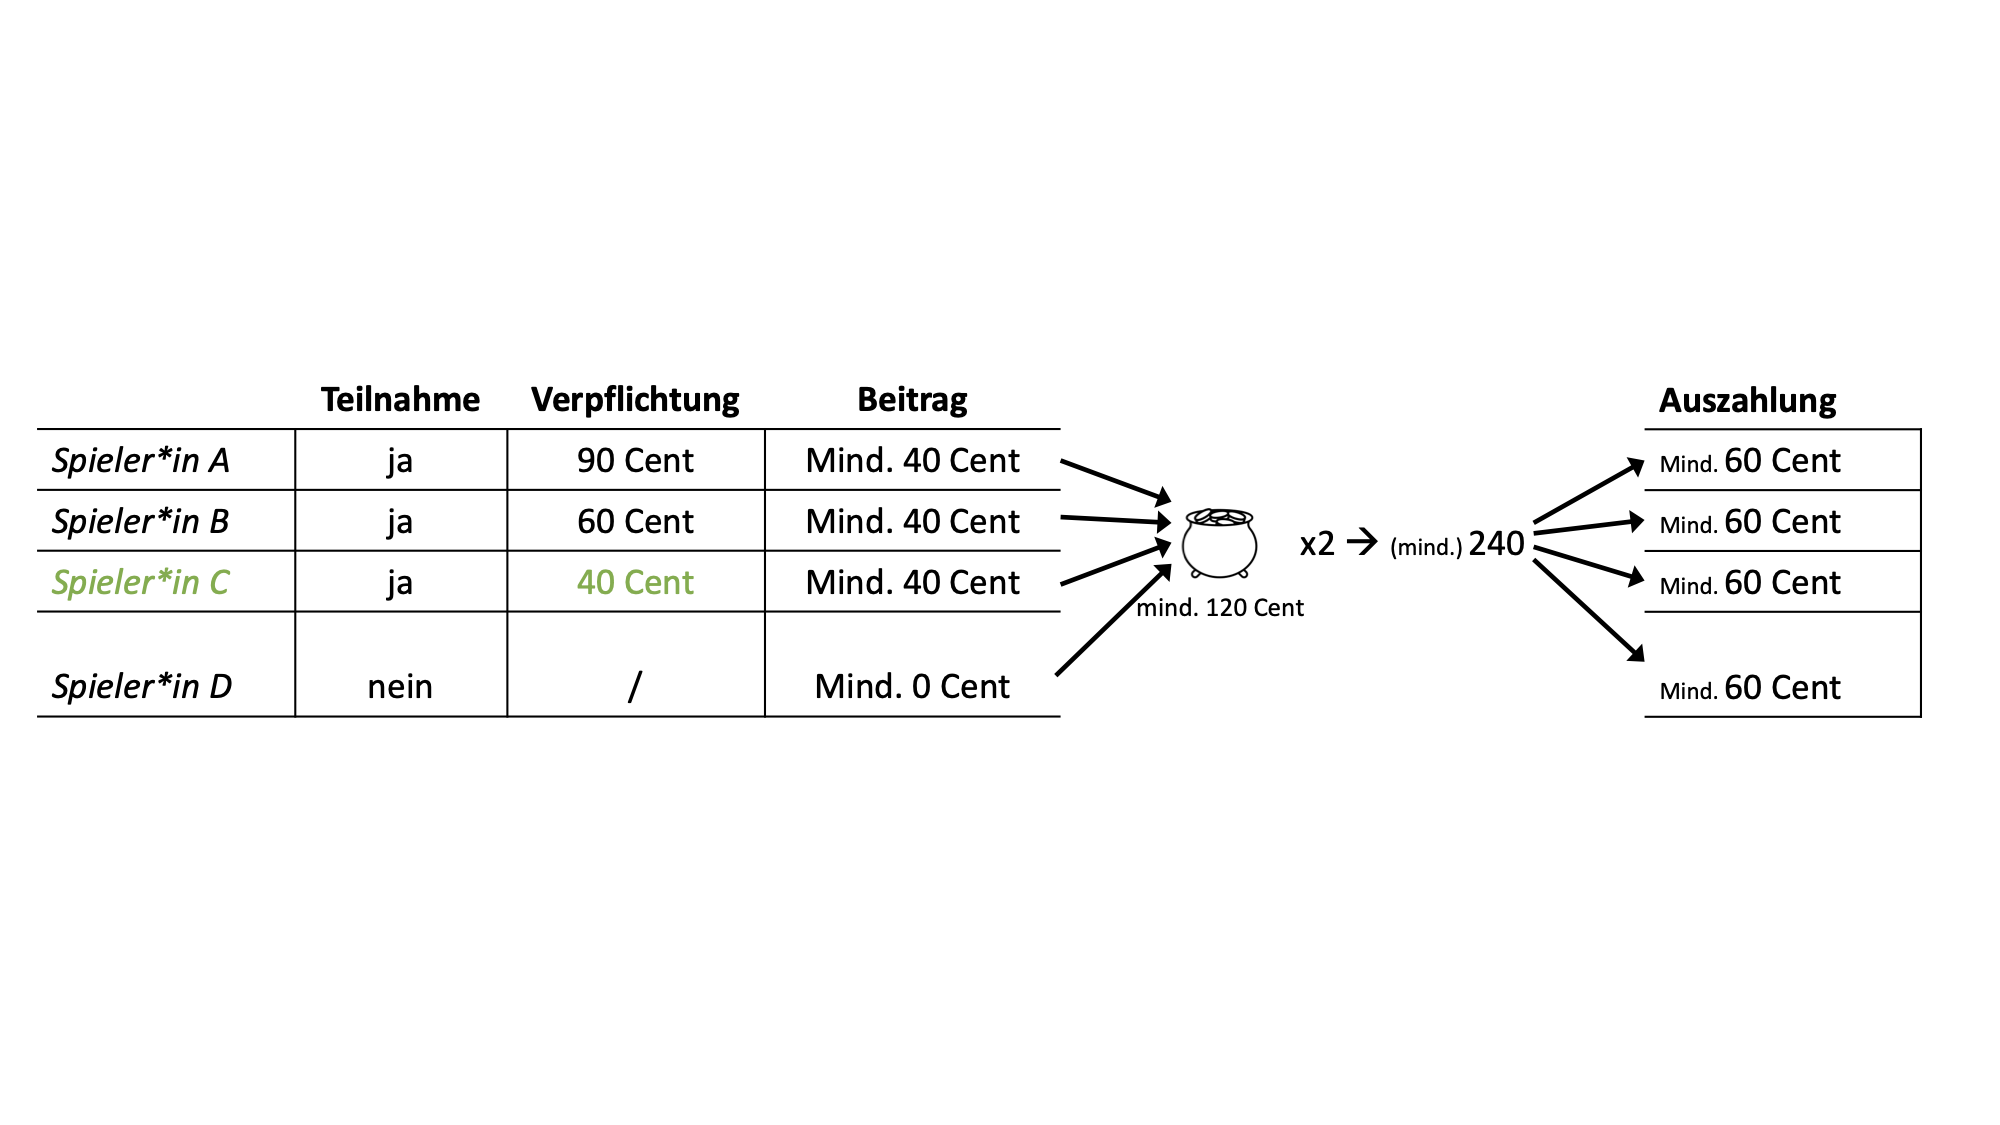 Teilnahme Verpflichtung Beitrag Auszahlung
Spieler*in A ja 90 Cent Mind. 40 Cent Mind. 60 Cent
Spieler*in B ja 60 Cent Mind. 40 Cent Mind. 60 Cent
x2 → (mind.) 240
Spieler*in C ja 40 Cent Mind. 40 Cent Mind. 60 Cent
mind. 120 Cent
Spieler*in D nein / Mind. 0 Cent Mind. 60 Cent